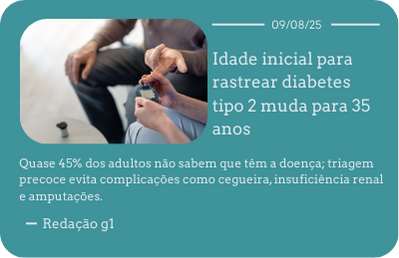 09/08/25
Idade inicial para
rastrear diabetes
tipo 2 muda para 35
anos
Quase 45% dos adultos não sabem que têm a doença; triagem
precoce evita complicações como cegueira, insuficiência renal
e amputações.
— Redação g1